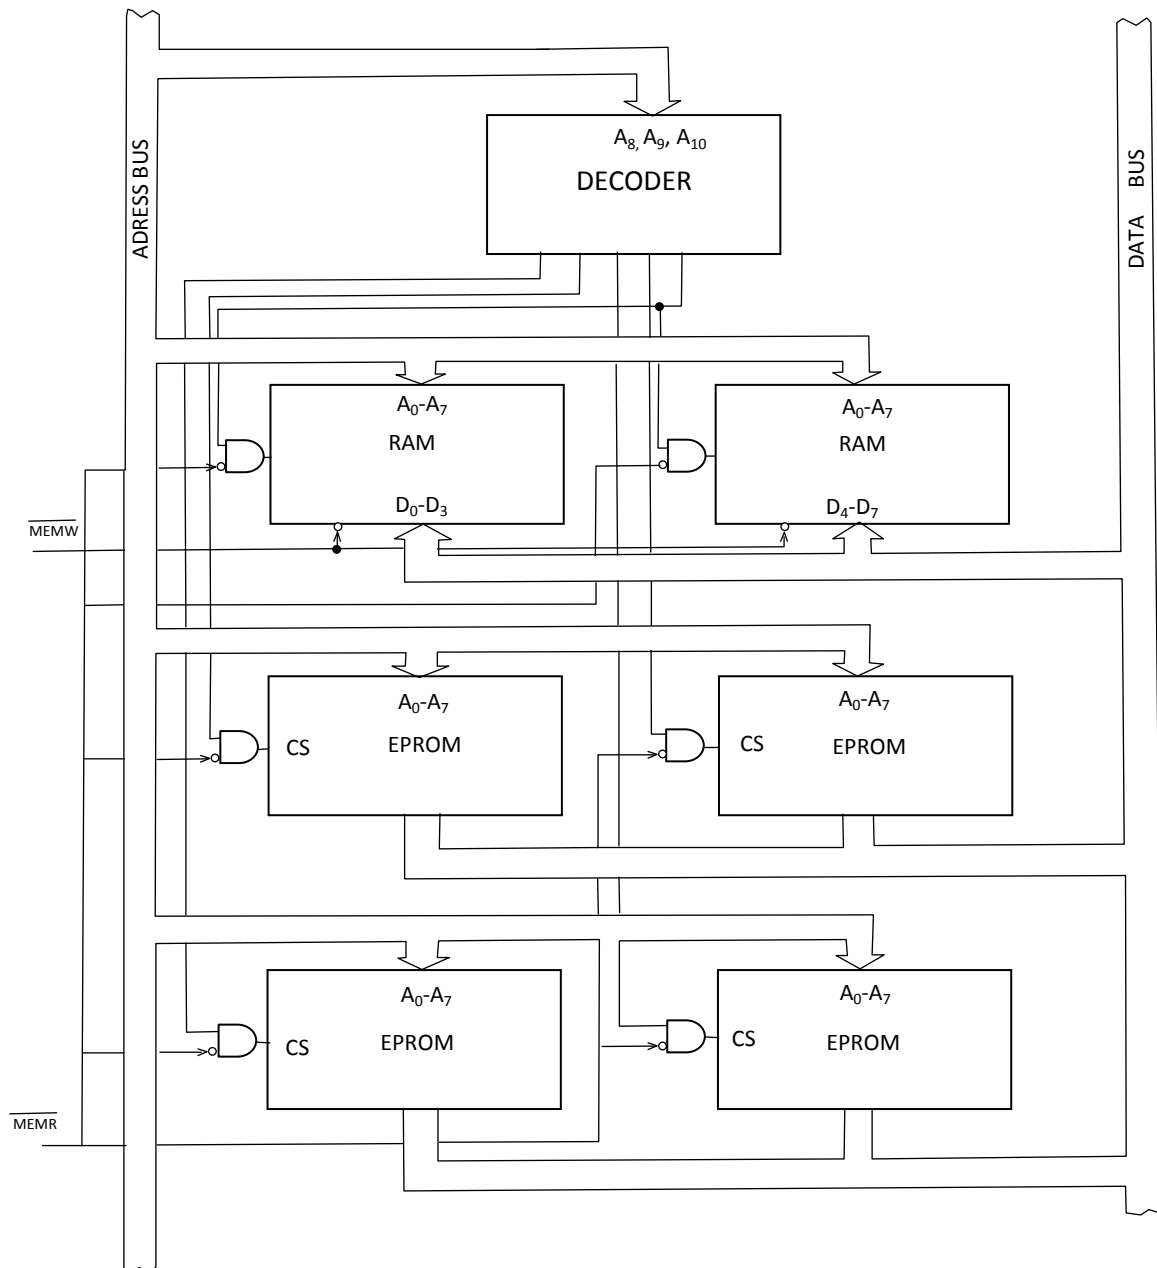 ADRESS BUS
DATA BUS
A₈, A₉, A₁₀
DECODER
A₀-A₇
RAM
D₀-D₃
A₀-A₇
RAM
D₄-D₇
MEMW
A₀-A₇
CS
EPROM
A₀-A₇
CS
EPROM
A₀-A₇
CS
EPROM
A₀-A₇
CS
EPROM
MEMR